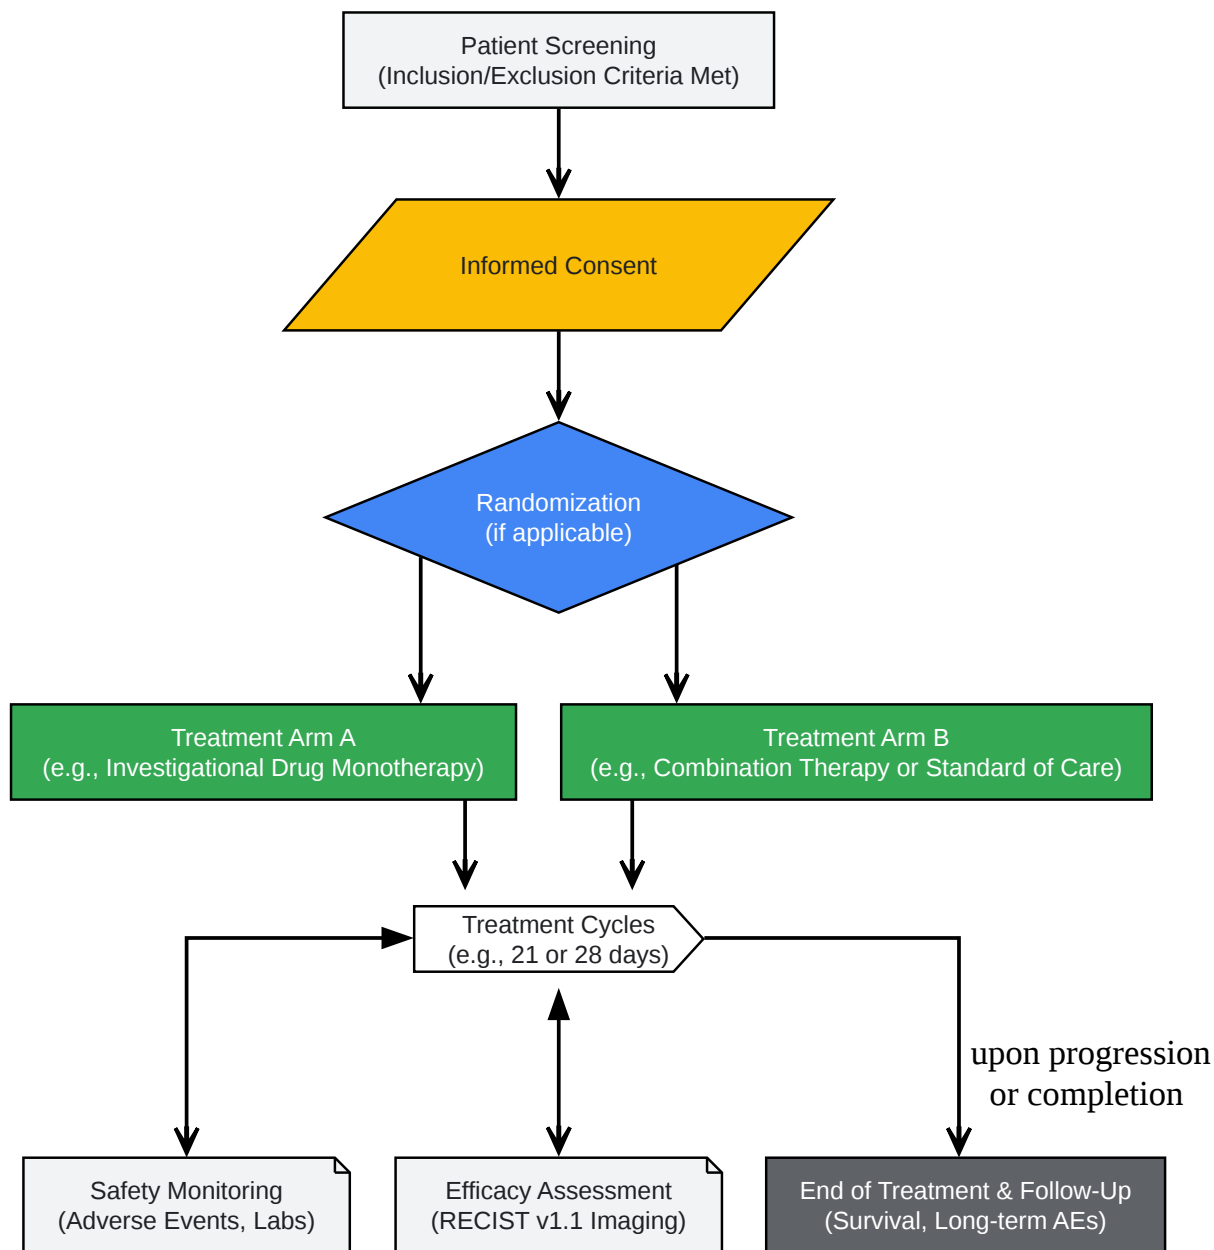 Patient Screening
(Inclusion/Exclusion Criteria Met)
Informed Consent
Randomization
(if applicable)
Treatment Arm A
(e.g., Investigational Drug Monotherapy)
Treatment Arm B
(e.g., Combination Therapy or Standard of Care)
Treatment Cycles
(e.g., 21 or 28 days)
upon progression
or completion
Safety Monitoring
(Adverse Events, Labs)
Efficacy Assessment
(RECIST v1.1 Imaging)
End of Treatment & Follow-Up
(Survival, Long-term AEs)